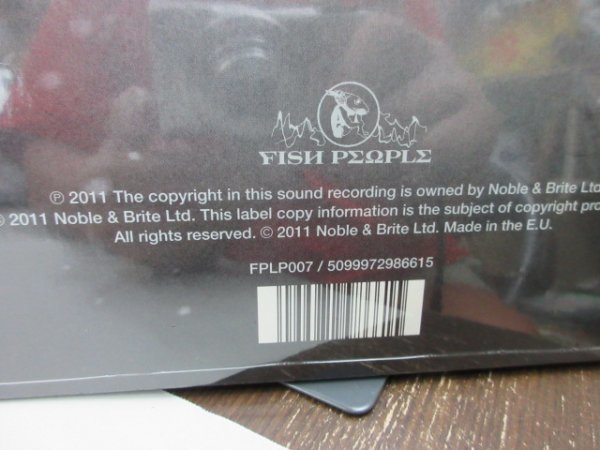 FISH PEOPLE
℗ 2011 The copyright in this sound recording is owned by Noble & Brite Ltd
© 2011 Noble & Brite Ltd. This label copy information is the subject of copyright pro
All rights reserved. © 2011 Noble & Brite Ltd. Made in the E.U.
FPLP007 / 5099972986615